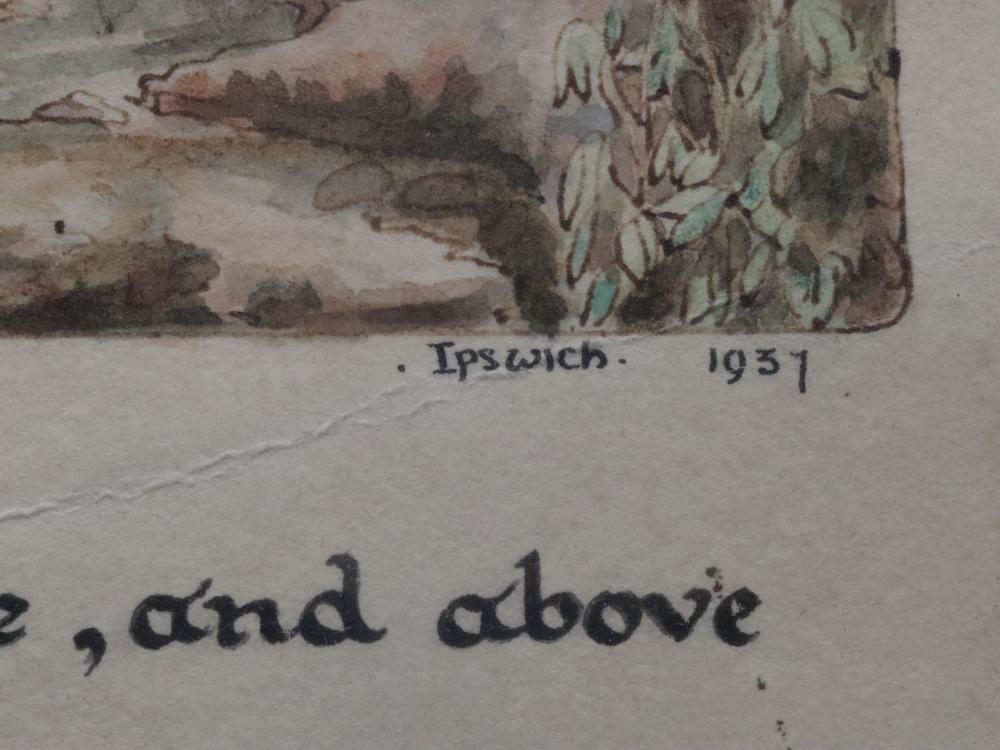 . Ipswich. 1937
, and above